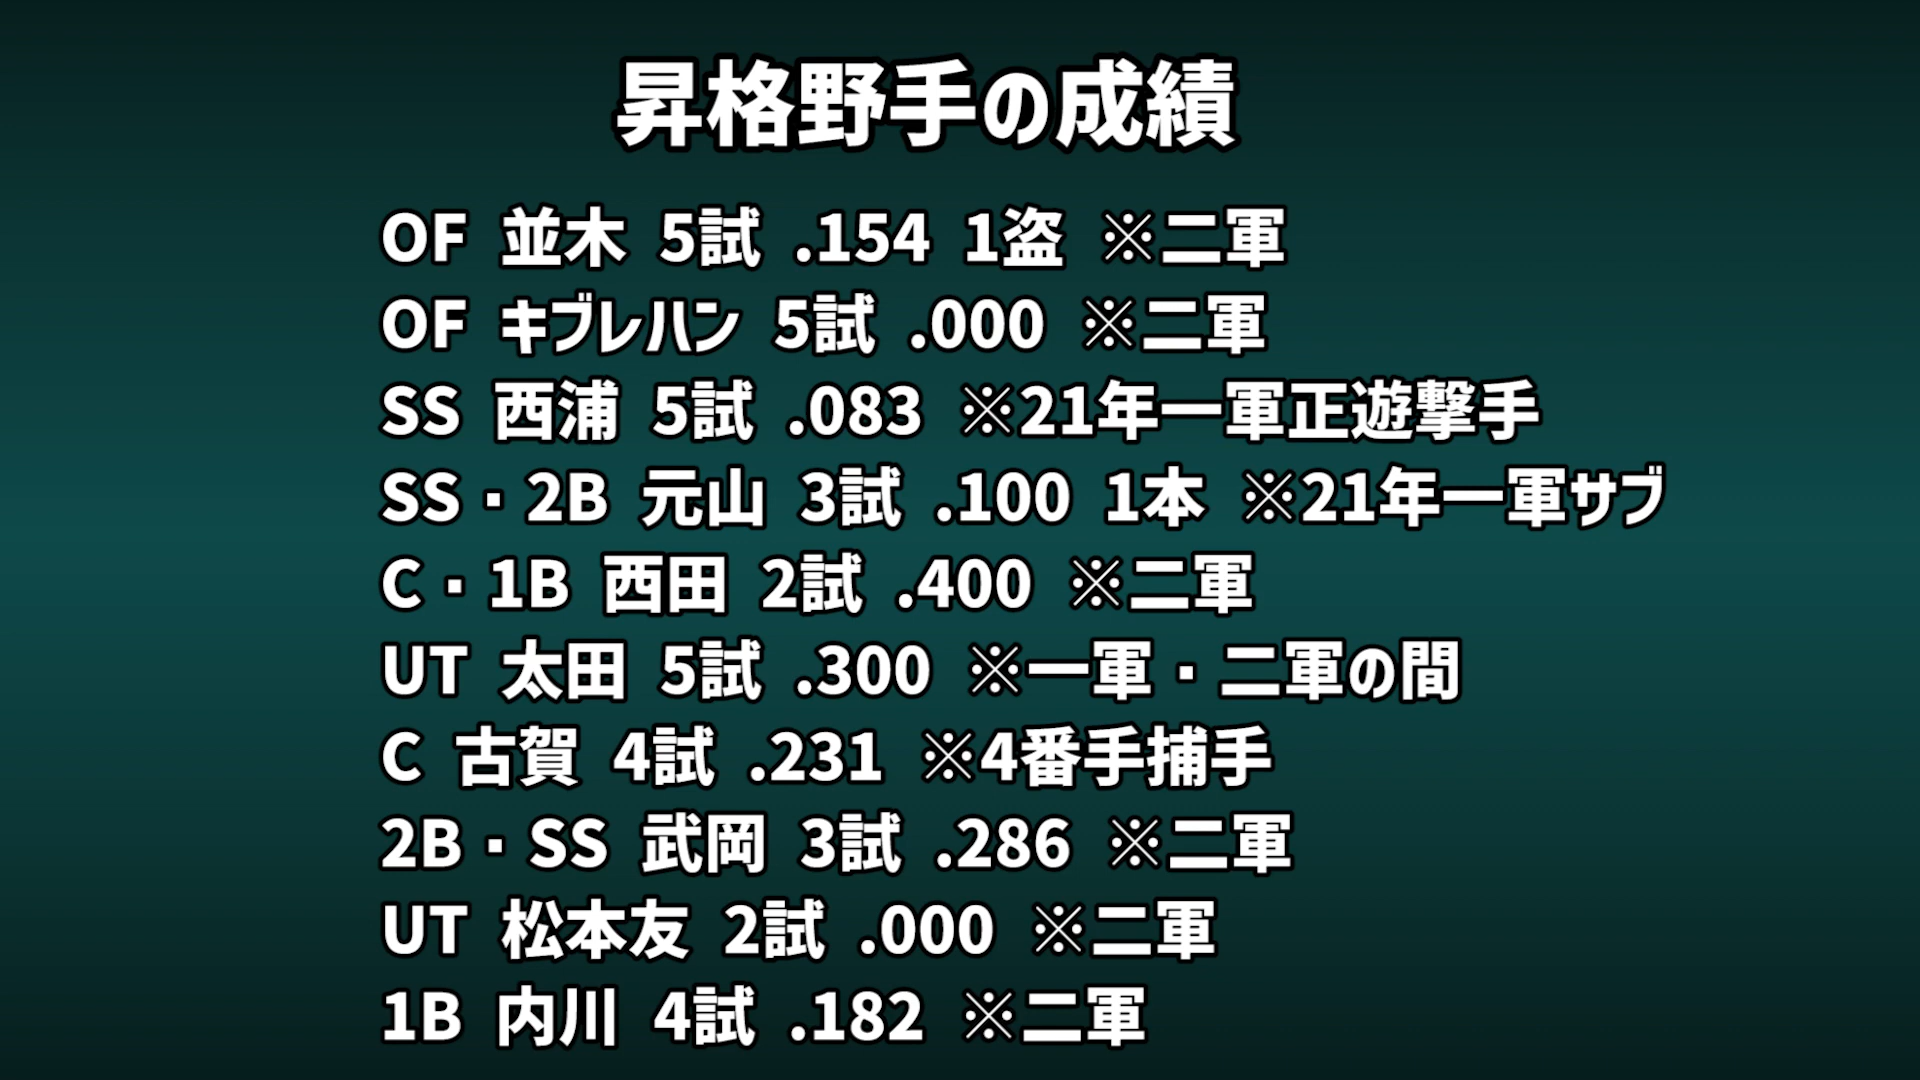 昇格野手の成績
OF 並木 5試 .154 1盗 ※二軍
OF キブレハン 5試 .000 ※二軍
SS 西浦 5試 .083 ※21年一軍正遊撃手
SS・2B 元山 3試 .100 1本 ※21年一軍サブ
C・1B 西田 2試 .400 ※二軍
UT 太田 5試 .300 ※一軍・二軍の間
C 古賀 4試 .231 ※4番手捕手
2B・SS 武岡 3試 .286 ※二軍
UT 松本友 2試 .000 ※二軍
1B 内川 4試 .182 ※二軍